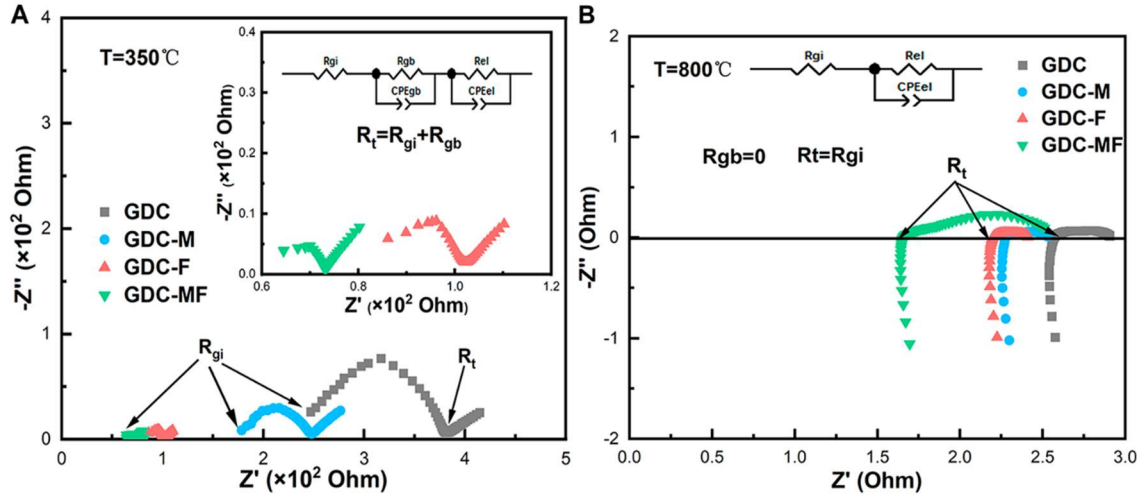 A
T=350℃
-Z'' (×10² Ohm)
4
3
2
1
0
0 1 2 3 4 5
Z' (×10² Ohm)
GDC
GDC-M
GDC-F
GDC-MF
Rgi
Rt
-Z'' (×10² Ohm)
0.4
0.3
0.2
0.1
0.0
0.6 0.8 1.0 1.2
Z' (×10² Ohm)
Rgi Rgb Rel
CPEgb CPEel
Rt=Rgi+Rgb
B
T=800℃
Rgi Rel
CPEel
GDC
GDC-M
GDC-F
GDC-MF
Rgb=0 Rt=Rgi
Rt
-Z'' (Ohm)
2
1
0
-1
-2
0.0 0.5 1.0 1.5 2.0 2.5 3.0
Z' (Ohm)